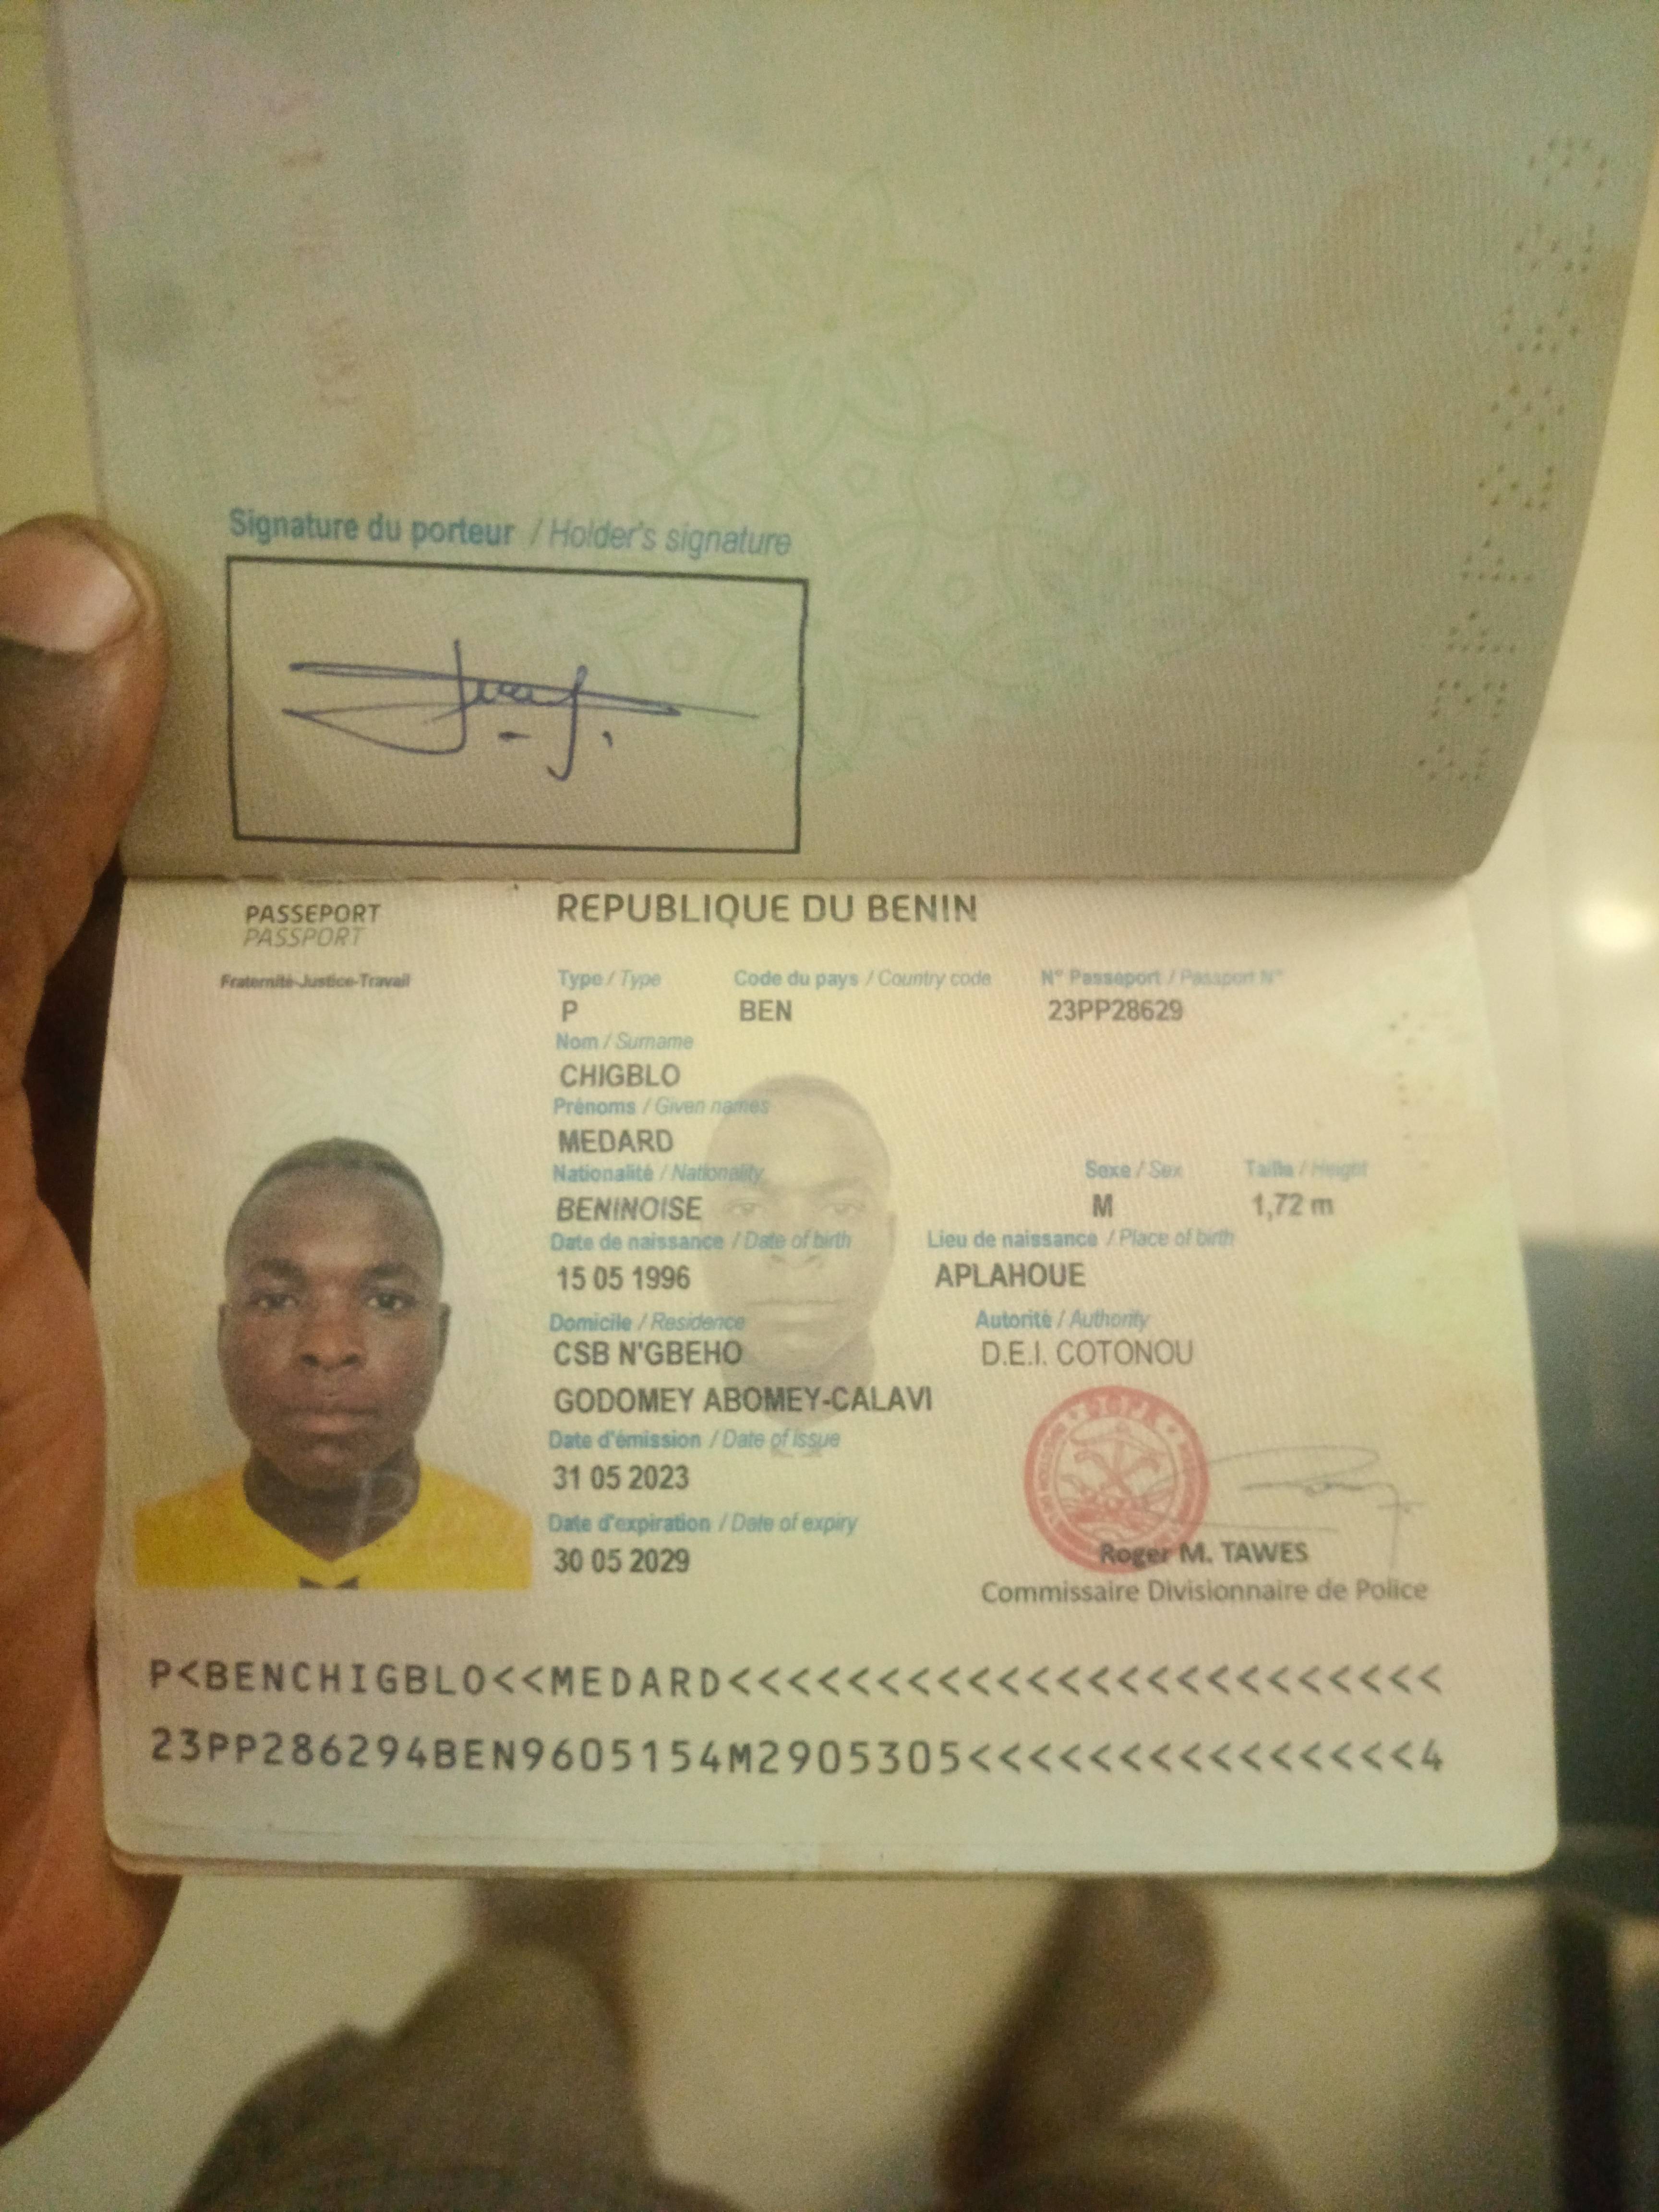 Signature du porteur / Holder's signature
PASSEPORT
PASSPORT
Fraternité-Justice-Travail
REPUBLIQUE DU BENIN
Type / Type Code du pays / Country code N° Passeport / Passport N°
P BEN 23PP28629
Nom / Surname
CHIGBLO
Prénoms / Given names
MEDARD
Nationalité / Nationality Sexe / Sex Taille / Height
BENINOISE M 1,72 m
Date de naissance / Date of birth Lieu de naissance / Place of birth
15 05 1996 APLAHOUE
Domicile / Residence Autorité / Authority
CSB N'GBEHO D.E.I. COTONOU
GODOMEY ABOMEY-CALAVI
Date d'émission / Date of issue
31 05 2023
Date d'expiration / Date of expiry
30 05 2029
Roger M. TAWES
Commissaire Divisionnaire de Police
P<BENCHIGBLO<<MEDARD<<<<<<<<<<<<<<<<<<<<<<<<
23PP286294BEN9605154M2905305<<<<<<<<<<<<<<<4